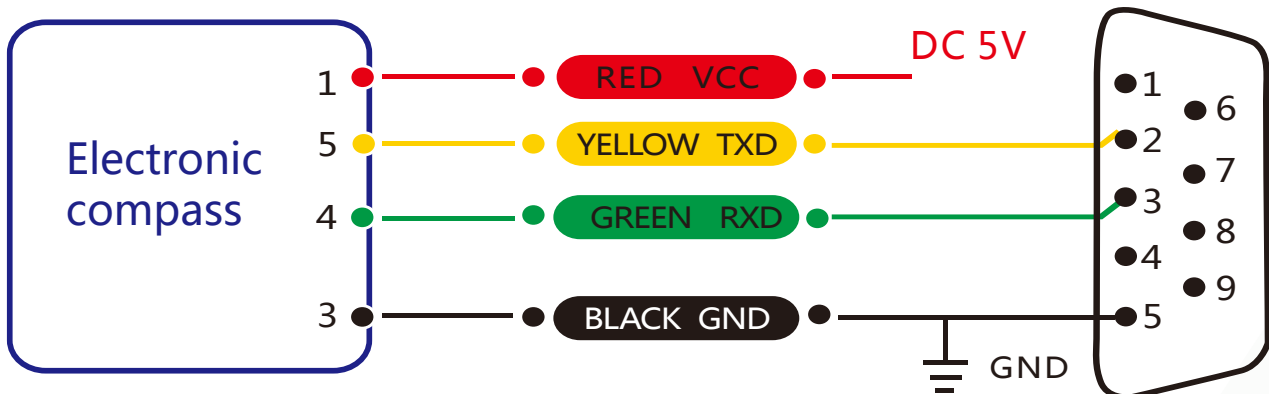 DC 5V
1 RED VCC
5 YELLOW TXD
4 GREEN RXD
3 BLACK GND
Electronic
compass
GND
1
2
3
4
5
6
7
8
9